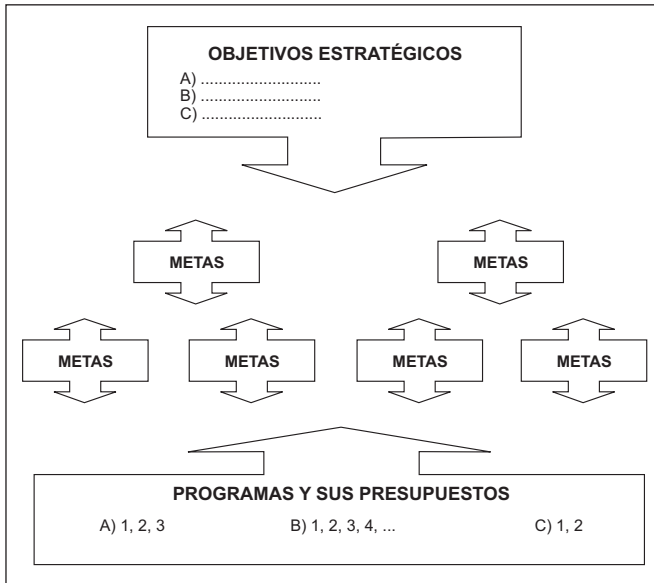 OBJETIVOS ESTRATÉGICOS
A) ...........................
B) ...........................
C) ...........................
METAS
METAS
METAS
METAS
METAS
METAS
PROGRAMAS Y SUS PRESUPUESTOS
A) 1, 2, 3 B) 1, 2, 3, 4, ... C) 1, 2